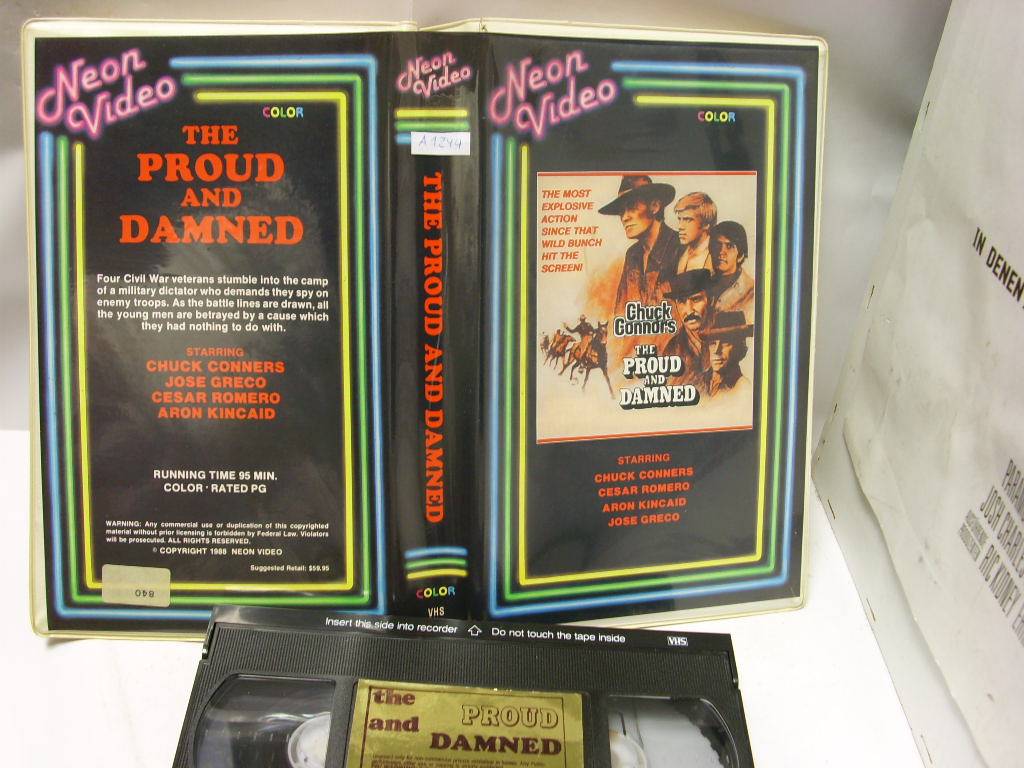 Neon
Video
COLOR
THE
PROUD
AND
DAMNED
Four Civil War veterans stumble into the camp
of a military dictator who demands they spy on
enemy troops. As the battle lines are drawn, all
the young men are betrayed by a cause which
they had nothing to do with.
STARRING
CHUCK CONNERS
JOSE GRECO
CESAR ROMERO
ARON KINCAID
RUNNING TIME 95 MIN.
COLOR · RATED PG
WARNING: Any commercial use or duplication of this copyrighted
material without prior licensing is forbidden by Federal Law. Violators
will be prosecuted. ALL RIGHTS RESERVED.
© COPYRIGHT 1988 NEON VIDEO
Suggested Retail: $59.95
840
Neon
Video
A 1244
THE PROUD AND DAMNED
COLOR
VHS
Neon
Video
COLOR
THE MOST
EXPLOSIVE
ACTION
SINCE THAT
WILD BUNCH
HIT THE
SCREEN!
Chuck
Connors
THE
PROUD
AND
DAMNED
STARRING
CHUCK CONNERS
CESAR ROMERO
ARON KINCAID
JOSE GRECO
Insert this side into recorder Do not touch the tape inside VHS
the
and PROUD
DAMNED
IN DENEN
JOSH CHARLE